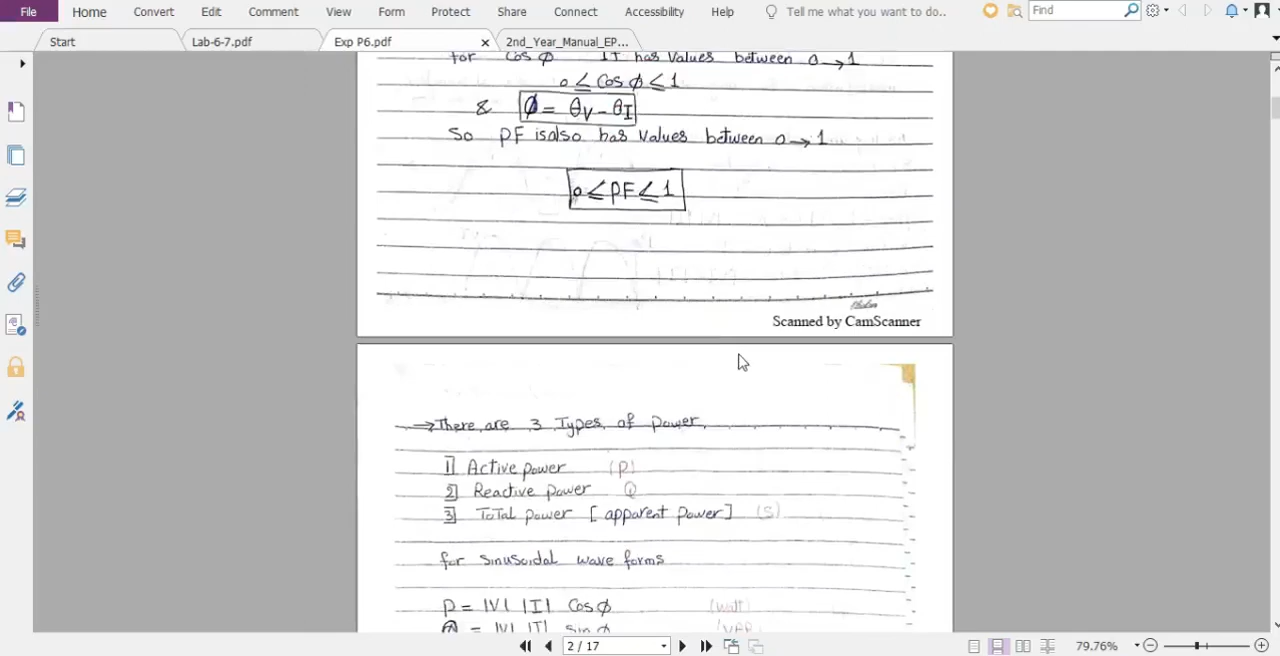 File Home Convert Edit Comment View Form Protect Share Connect Accessibility Help Tell me what you want to do.. Find
Start Lab-6-7.pdf Exp P6.pdf 2nd_Year_Manual_EP...
for Cos φ IT has Values between 0→1
0 ≤ Cos φ ≤ 1
& φ = θV - θI
So PF is also has Values between 0→1
0 ≤ PF ≤ 1
Scanned by CamScanner
→ There are 3 Types of Power
1] Active power (P)
2] Reactive power Q
3] ToTal power [apparent power] (S)
for sinusoidal wave forms
P = |V| |I| Cos φ (watt)
= |V| |I| sin φ
2 / 17 79.76%